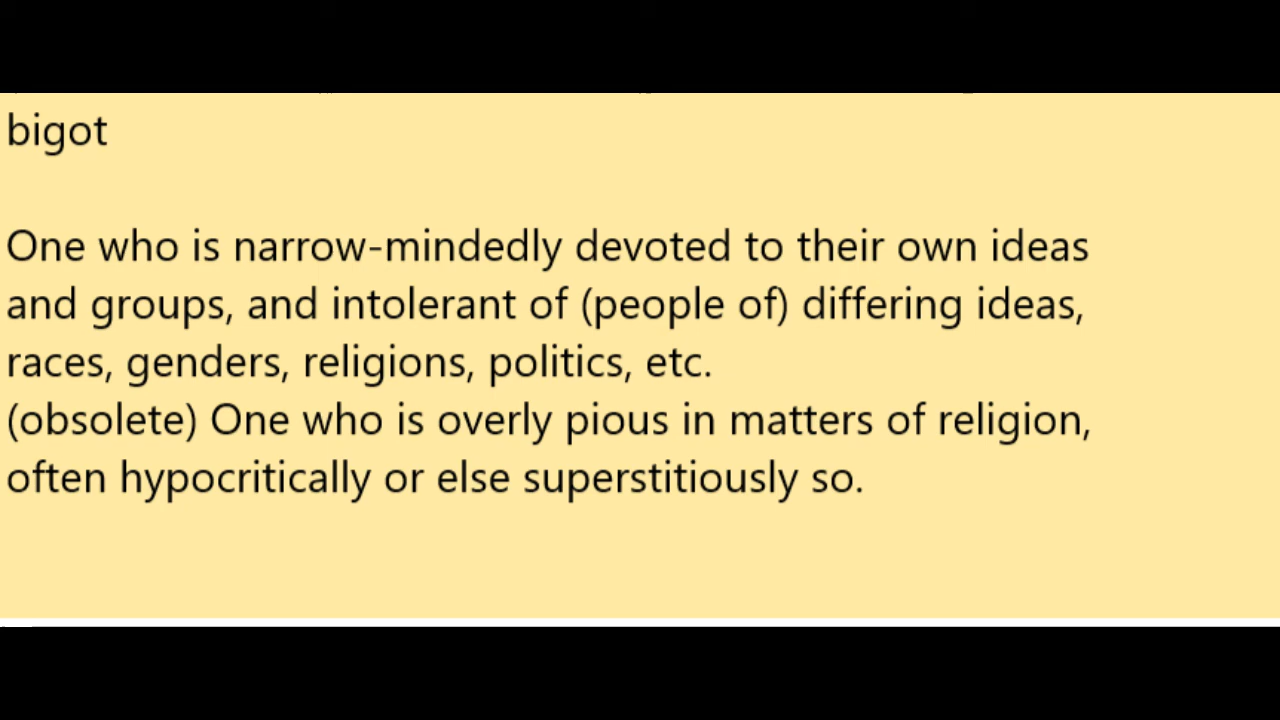 bigot
One who is narrow-mindedly devoted to their own ideas
and groups, and intolerant of (people of) differing ideas,
races, genders, religions, politics, etc.
(obsolete) One who is overly pious in matters of religion,
often hypocritically or else superstitiously so.